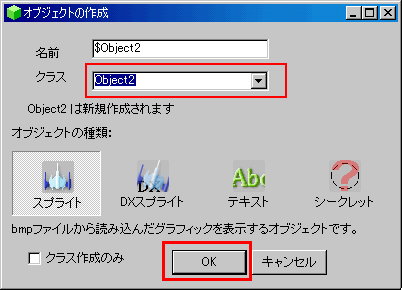 オブジェクトの作成
名前 $Object2
クラス Object2
Object2 は新規作成されます
オブジェクトの種類:
DX Abc ?
スプライト DXスプライト テキスト シークレット
bmpファイルから読み込んだグラフィックを表示するオブジェクトです。
クラス作成のみ OK キャンセル